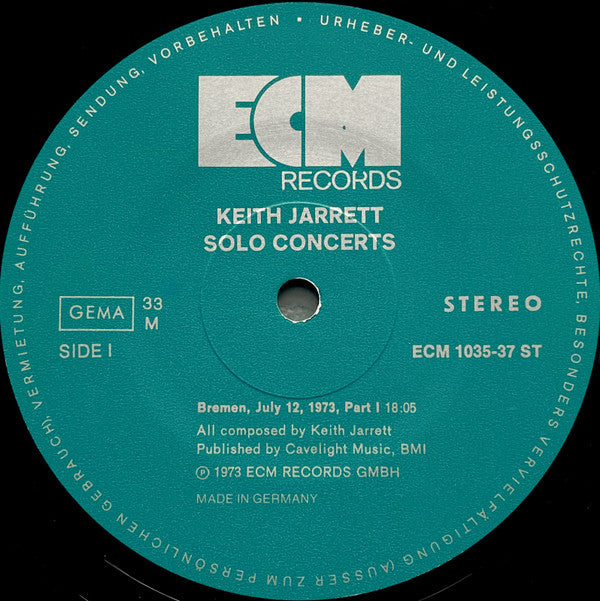 URHEBER- UND LEISTUNGSSCHUTZRECHTE, BESONDERS VERVIELFÄLTIGUNG (AUSSER ZUM PERSÖNLICHEN GEBRAUCH), VERMIETUNG, AUFFÜHRUNG, SENDUNG, VORBEHALTEN •
ECM
RECORDS
KEITH JARRETT
SOLO CONCERTS
GEMA 33 STEREO
M
SIDE I ECM 1035-37 ST
Bremen, July 12, 1973, Part I 18:05
All composed by Keith Jarrett
Published by Cavelight Music, BMI
Ⓟ 1973 ECM RECORDS GMBH
MADE IN GERMANY